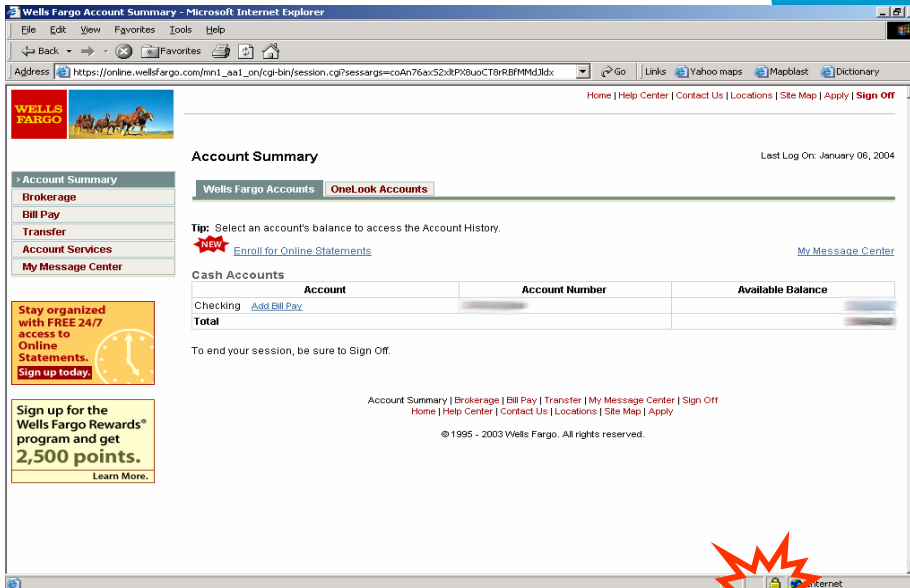 Wells Fargo Account Summary - Microsoft Internet Explorer
File Edit View Favorites Tools Help
Back Favorites
Address https://online.wellsfargo.com/mn1_aa1_on/cgi-bin/session.cgi?sessargs=coAn76axS2xltPX8uoCT8rRBfMMdJldx Go Links Yahoo maps Mapblast Dictionary
WELLS
FARGO
Home | Help Center | Contact Us | Locations | Site Map | Apply | Sign Off
Account Summary
Last Log On: January 06, 2004
> Account Summary
Brokerage
Bill Pay
Transfer
Account Services
My Message Center
Wells Fargo Accounts OneLook Accounts
Tip: Select an account's balance to access the Account History.
NEW Enroll for Online Statements My Message Center
Cash Accounts
Account Account Number Available Balance
Checking Add Bill Pay
Total
To end your session, be sure to Sign Off.
Stay organized
with FREE 24/7
access to
Online
Statements.
Sign up today.
Sign up for the
Wells Fargo Rewards®
program and get
2,500 points.
Learn More.
Account Summary | Brokerage | Bill Pay | Transfer | My Message Center | Sign Off
Home | Help Center | Contact Us | Locations | Site Map | Apply
© 1995 - 2003 Wells Fargo. All rights reserved.
Internet